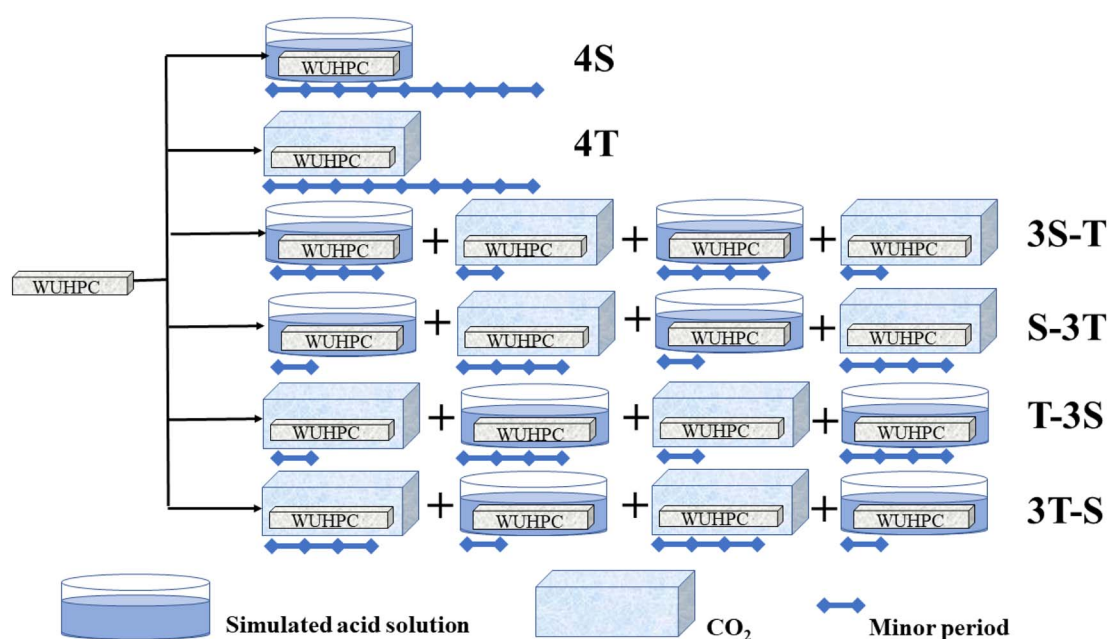 WUHPC
4S
WUHPC
4T
WUHPC + WUHPC + WUHPC + WUHPC 3S-T
WUHPC
WUHPC + WUHPC + WUHPC + WUHPC S-3T
WUHPC + WUHPC + WUHPC + WUHPC T-3S
WUHPC + WUHPC + WUHPC + WUHPC 3T-S
Simulated acid solution CO₂ Minor period